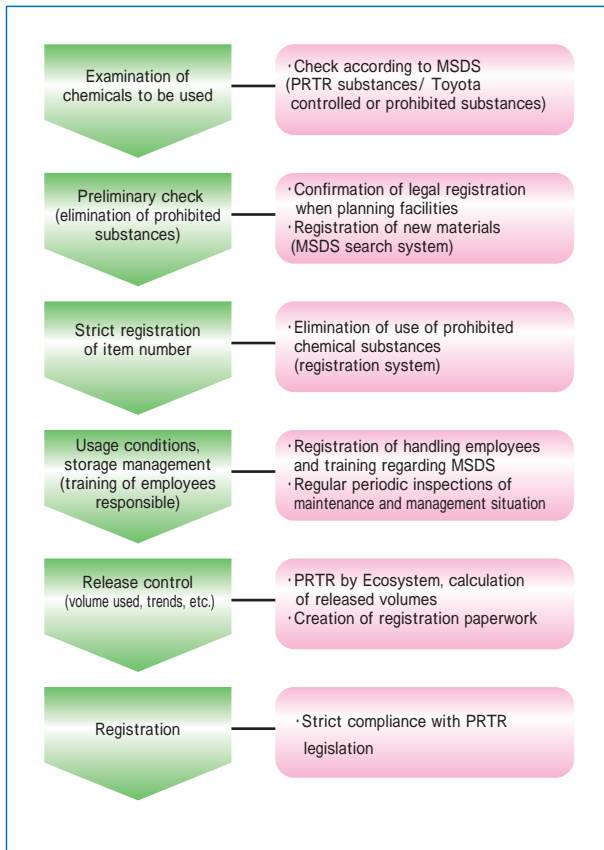 Examination of
chemicals to be used
・Check according to MSDS
(PRTR substances/ Toyota
controlled or prohibited substances)
Preliminary check
(elimination of prohibited
substances)
・Confirmation of legal registration
when planning facilities
・Registration of new materials
(MSDS search system)
Strict registration
of item number
・Elimination of use of prohibited
chemical substances
(registration system)
Usage conditions,
storage management
(training of employees
responsible)
・Registration of handling employees
and training regarding MSDS
・Regular periodic inspections of
maintenance and management situation
Release control
(volume used, trends, etc.)
・PRTR by Ecosystem, calculation
of released volumes
・Creation of registration paperwork
Registration
・Strict compliance with PRTR
legislation